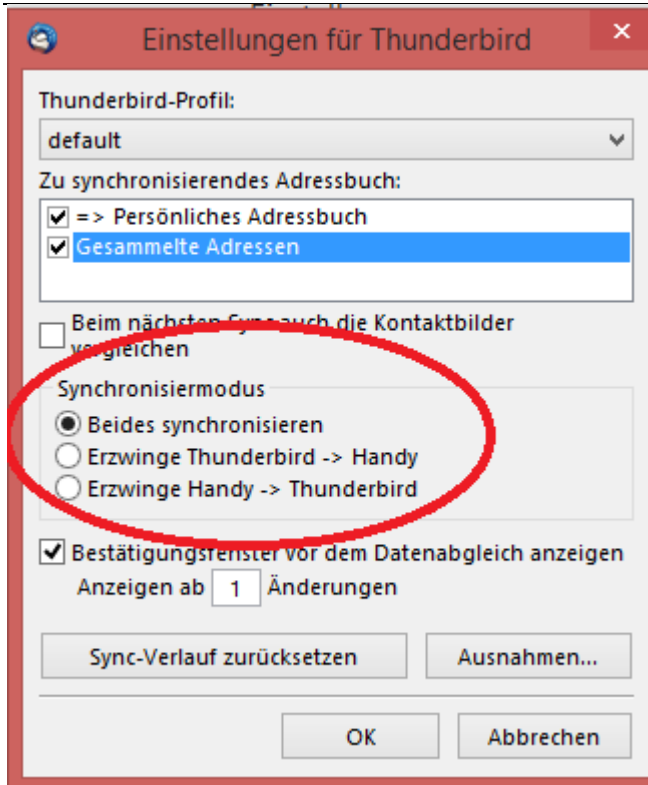 Einstellungen für Thunderbird
Thunderbird-Profil:
default
Zu synchronisierendes Adressbuch:
=> Persönliches Adressbuch
Gesammelte Adressen
Beim nächsten Sync auch die Kontaktbilder
vergleichen
Synchronisiermodus
Beides synchronisieren
Erzwinge Thunderbird -> Handy
Erzwinge Handy -> Thunderbird
Bestätigungsfenster vor dem Datenabgleich anzeigen
Anzeigen ab 1 Änderungen
Sync-Verlauf zurücksetzen Ausnahmen...
OK Abbrechen